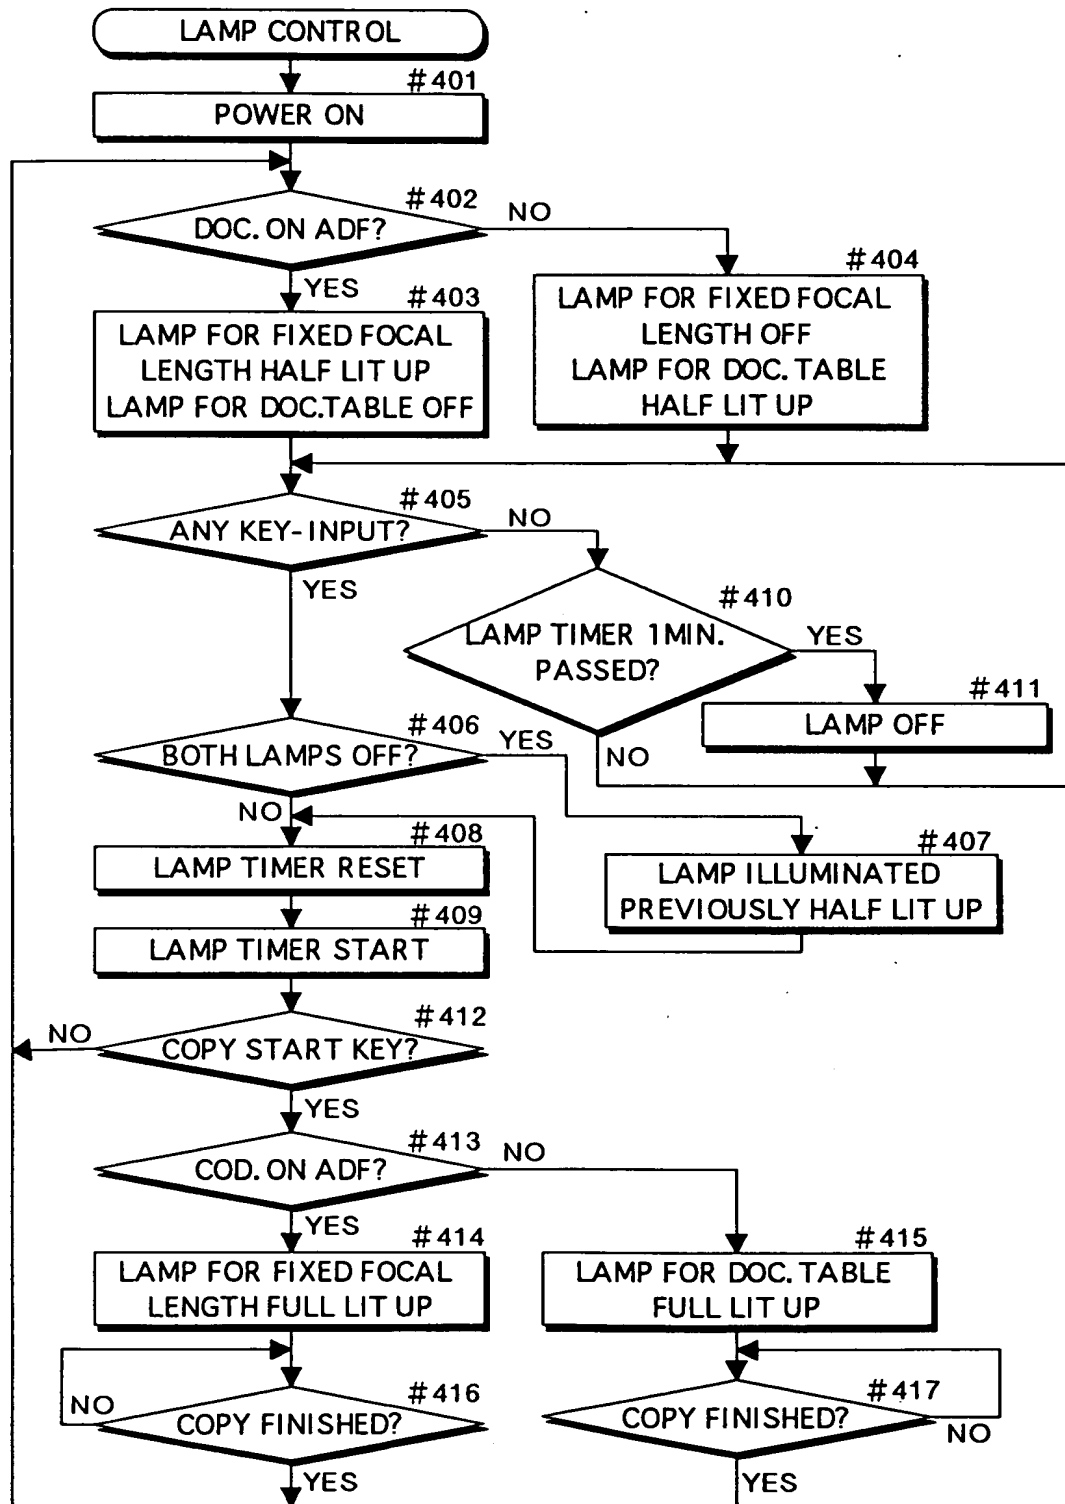 LAMP CONTROL
#401
POWER ON
#402
DOC. ON ADF?
NO
YES
#403
LAMP FOR FIXED FOCAL
LENGTH HALF LIT UP
LAMP FOR DOC.TABLE OFF
#404
LAMP FOR FIXED FOCAL
LENGTH OFF
LAMP FOR DOC. TABLE
HALF LIT UP
#405
ANY KEY-INPUT?
NO
YES
#410
LAMP TIMER 1MIN.
PASSED?
YES
NO
#411
LAMP OFF
#406
BOTH LAMPS OFF?
YES
NO
#407
LAMP ILLUMINATED
PREVIOUSLY HALF LIT UP
#408
LAMP TIMER RESET
#409
LAMP TIMER START
#412
COPY START KEY?
NO
YES
#413
COD. ON ADF?
NO
YES
#414
LAMP FOR FIXED FOCAL
LENGTH FULL LIT UP
#415
LAMP FOR DOC. TABLE
FULL LIT UP
#416
COPY FINISHED?
NO
YES
#417
COPY FINISHED?
NO
YES